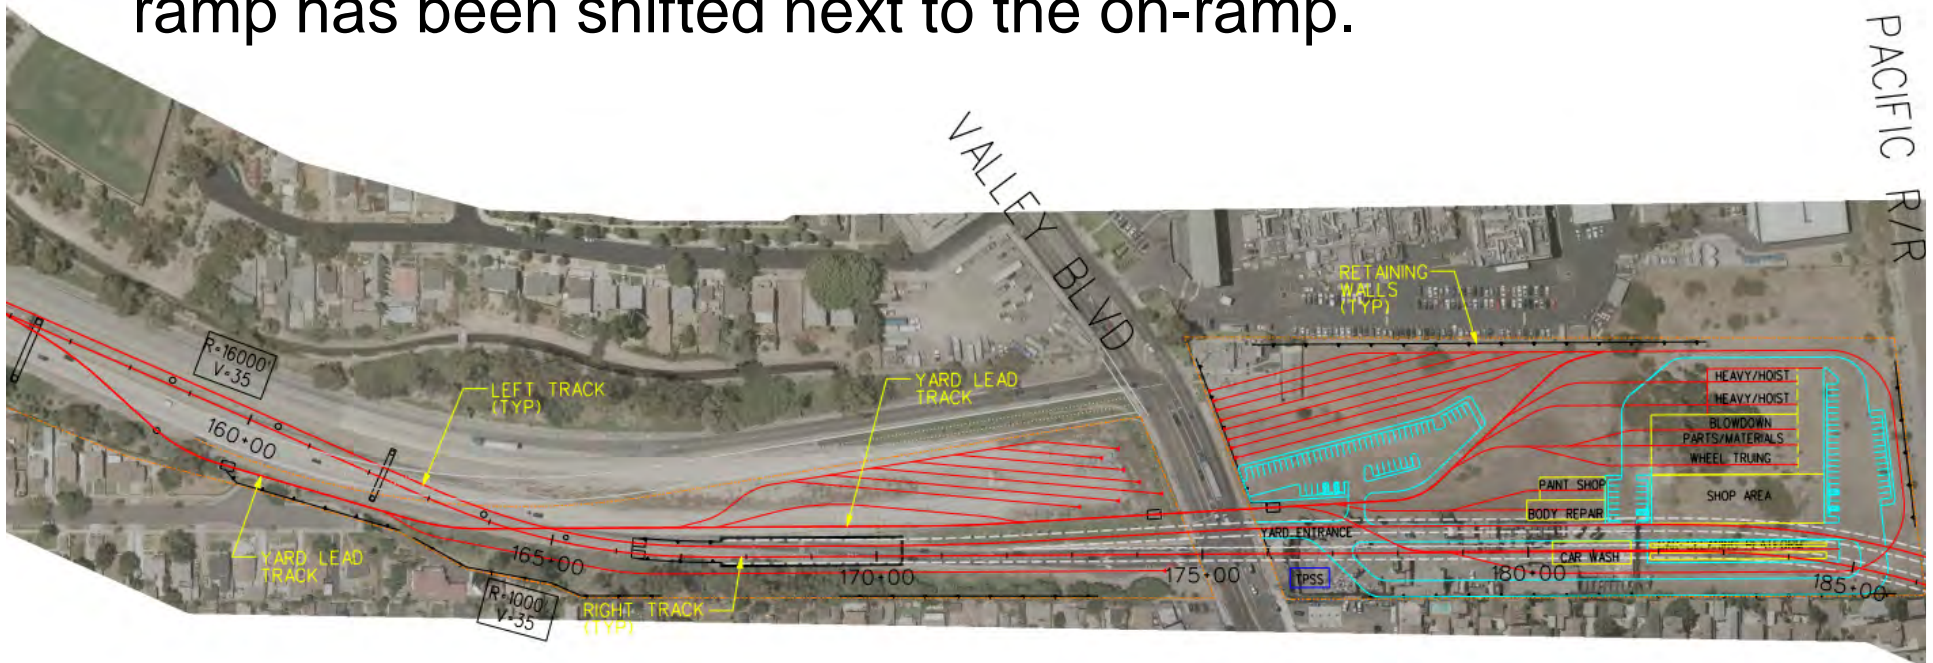 ramp has been shifted next to the on-ramp.
PACIFIC R/R
VALLEY BLVD
RETAINING
WALLS
(TYP)
R=16000'
V=35
LEFT TRACK
(TYP)
YARD LEAD
TRACK
HEAVY/HOIST
HEAVY/HOIST
BLOWDOWN
PARTS/MATERIALS
WHEEL TRUING
160+00
PAINT SHOP
SHOP AREA
BODY REPAIR
YARD ENTRANCE
YARD LEAD
TRACK
165+00
CAR WASH
170+00
175+00
TPSS
180+00
185+00
R=1000'
V=35
RIGHT TRACK
(TYP)